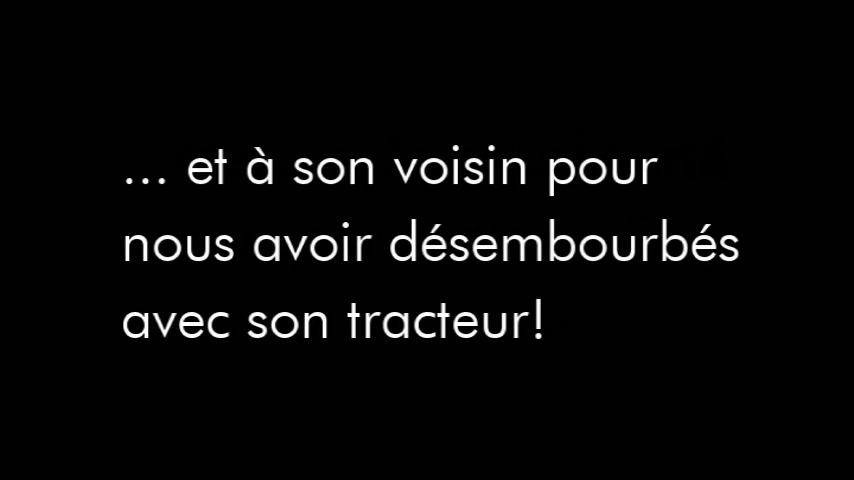 ... et à son voisin pour
nous avoir désembourbés
avec son tracteur!